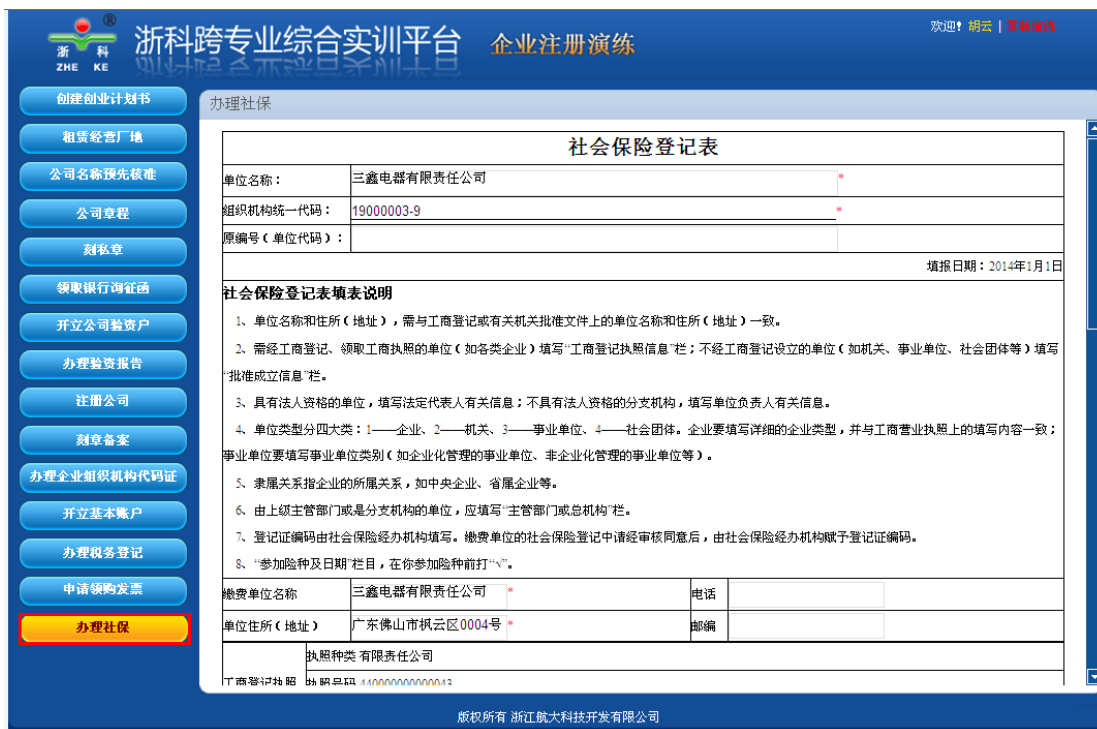 浙 科
ZHE KE
®
浙科跨专业综合实训平台 企业注册演练
欢迎! 胡云 | 重新演练
创建创业计划书
租赁经营厂地
公司名称预先核准
公司章程
刻私章
领取银行询征函
开立公司验资户
办理验资报告
注册公司
刻章备案
办理企业组织机构代码证
开立基本账户
办理税务登记
申请领购发票
办理社保
办理社保
社会保险登记表
单位名称: 三鑫电器有限责任公司 *
组织机构统一代码: 19000003-9 *
原编号(单位代码):
填报日期:2014年1月1日
社会保险登记表填表说明
1、单位名称和住所(地址),需与工商登记或有关机关批准文件上的单位名称和住所(地址)一致。
2、需经工商登记、领取工商执照的单位(如各类企业)填写“工商登记执照信息”栏;不经工商登记设立的单位(如机关、事业单位、社会团体等)填写
“批准成立信息”栏。
3、具有法人资格的单位,填写法定代表人有关信息;不具有法人资格的分支机构,填写单位负责人有关信息。
4、单位类型分四大类:1——企业、2——机关、3——事业单位、4——社会团体。企业要填写详细的企业类型,并与工商营业执照上的填写内容一致;
事业单位要填写事业单位类别(如企业化管理的事业单位、非企业化管理的事业单位等)。
5、隶属关系指企业的所属关系,如中央企业、省属企业等。
6、由上级主管部门或是分支机构的单位,应填写“主管部门或总机构”栏。
7、登记证编码由社会保险经办机构填写。缴费单位的社会保险登记申请经审核同意后,由社会保险经办机构赋予登记证编码。
8、“参加险种及日期”栏目,在你参加险种前打“√”。
缴费单位名称 三鑫电器有限责任公司 * 电话
单位住所(地址) 广东佛山市枫云区0004号 * 邮编
执照种类 有限责任公司
工商登记执照 执照号码 440000000000043
版权所有 浙江航大科技开发有限公司